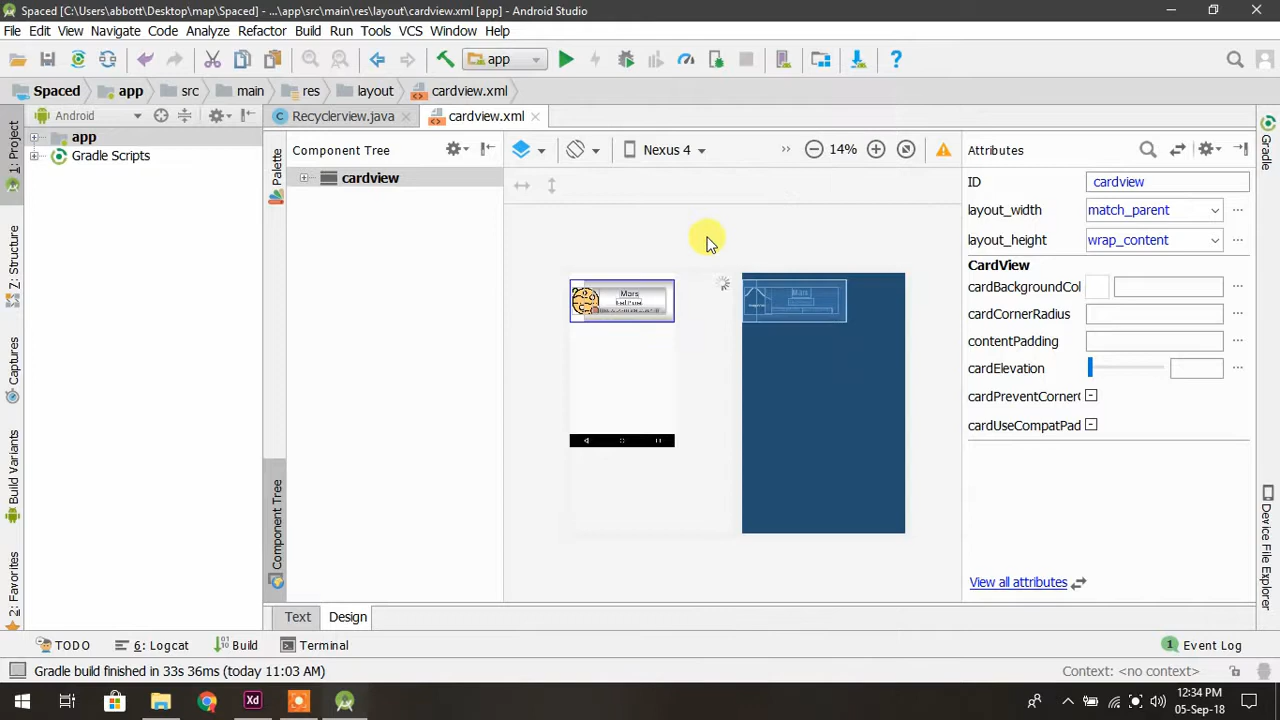 Spaced [C:\Users\abbott\Desktop\map\Spaced] - ...\app\src\main\res\layout\cardview.xml [app] - Android Studio
File Edit View Navigate Code Analyze Refactor Build Run Tools VCS Window Help
app
Spaced app src main res layout cardview.xml
Android
Recyclerview.java
cardview.xml
app
Gradle Scripts
Component Tree
cardview
Nexus 4
14%
Mars
Mars
Attributes
ID cardview
layout_width match_parent
layout_height wrap_content
CardView
cardBackgroundCol
cardCornerRadius
contentPadding
cardElevation
cardPreventCorner
cardUseCompatPad
View all attributes
1: Project
Z: Structure
Captures
Build Variants
2: Favorites
Palette
Component Tree
Gradle
Device File Explorer
Text Design
TODO 6: Logcat Build Terminal 1 Event Log
Gradle build finished in 33s 36ms (today 11:03 AM) Context: <no context>
Xd
12:34 PM
05-Sep-18